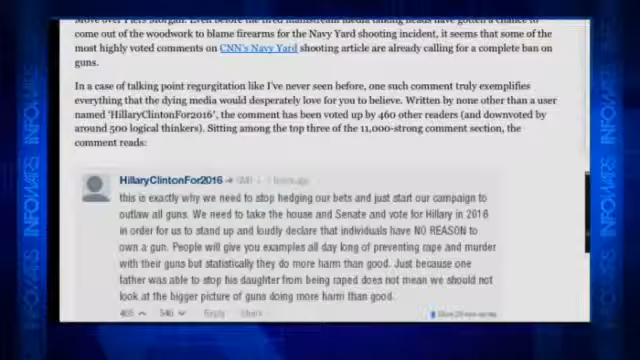 Move over Piers Morgan. Even before the tired mainstream media talking heads have gotten a chance to
come out of the woodwork to blame firearms for the Navy Yard shooting incident, it seems that some of the
most highly voted comments on CNN's Navy Yard shooting article are already calling for a complete ban on
guns.
In a case of talking point regurgitation like I've never seen before, one such comment truly exemplifies
everything that the dying media would desperately love for you to believe. Written by none other than a user
named 'HillaryClintonFor2016', the comment has been voted up by 460 other readers (and downvoted by
around 500 logical thinkers). Sitting among the top three of the 11,000-strong comment section, the
comment reads:
HillaryClintonFor2016
this is exactly why we need to stop hedging our bets and just start our campaign to
outlaw all guns. We need to take the house and Senate and vote for Hillary in 2016
in order for us to stand up and loudly declare that individuals have NO REASON to
own a gun. People will give you examples all day long of preventing rape and murder
with their guns but statistically they do more harm than good. Just because one
father was able to stop his daughter from being raped does not mean we should not
look at the bigger picture of guns doing more harm than good.
Reply Share
INFOWARS INFOWARS
INFOWARS INFOWARS